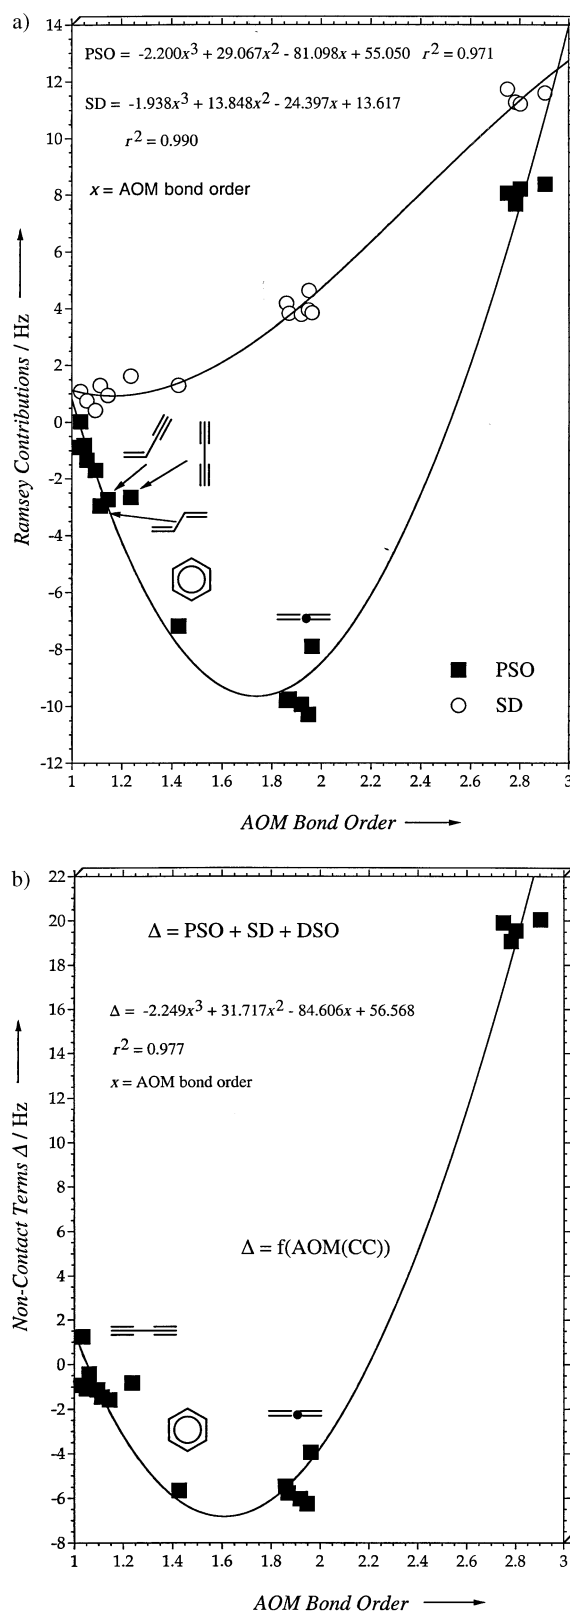 a)
PSO = -2.200x³ + 29.067x² - 81.098x + 55.050 r² = 0.971
SD = -1.938x³ + 13.848x² - 24.397x + 13.617
r² = 0.990
x = AOM bond order
14
12
10
8
6
4
2
0
-2
-4
-6
-8
-10
-12
Ramsey Contributions / Hz
PSO
SD
1 1.2 1.4 1.6 1.8 2 2.2 2.4 2.6 2.8 3
AOM Bond Order
b)
Δ = PSO + SD + DSO
Δ = -2.249x³ + 31.717x² - 84.606x + 56.568
r² = 0.977
x = AOM bond order
Δ = f(AOM(CC))
22
20
18
16
14
12
10
8
6
4
2
0
-2
-4
-6
-8
Non-Contact Terms Δ / Hz
1 1.2 1.4 1.6 1.8 2 2.2 2.4 2.6 2.8 3
AOM Bond Order